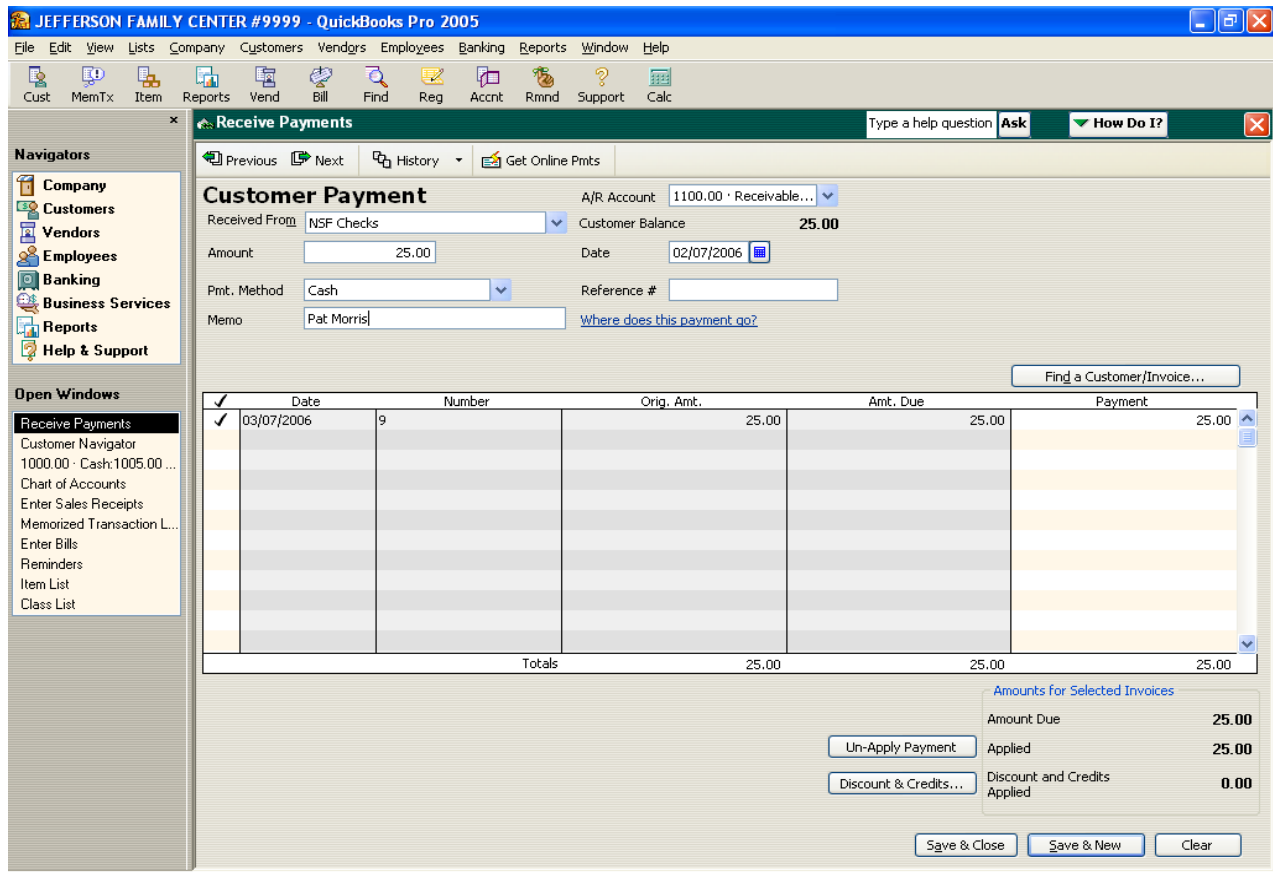 JEFFERSON FAMILY CENTER #9999 - QuickBooks Pro 2005
File Edit View Lists Company Customers Vendors Employees Banking Reports Window Help
Cust MemTx Item Reports Vend Bill Find Reg Accnt Rmnd Support Calc
Receive Payments Type a help question Ask How Do I?
Navigators
Company
Customers
Vendors
Employees
Banking
Business Services
Reports
Help & Support
Open Windows
Receive Payments
Customer Navigator
1000.00 · Cash:1005.00 ...
Chart of Accounts
Enter Sales Receipts
Memorized Transaction L...
Enter Bills
Reminders
Item List
Class List
Previous Next History Get Online Pmts
Customer Payment A/R Account 1100.00 · Receivable...
Received From NSF Checks Customer Balance 25.00
Amount 25.00 Date 02/07/2006
Pmt. Method Cash Reference #
Memo Pat Morris Where does this payment go?
Find a Customer/Invoice...
✓ Date Number Orig. Amt. Amt. Due Payment
✓ 03/07/2006 9 25.00 25.00 25.00
Totals 25.00 25.00 25.00
Amounts for Selected Invoices
Amount Due 25.00
Un-Apply Payment Applied 25.00
Discount & Credits... Discount and Credits
Applied 0.00
Save & Close Save & New Clear